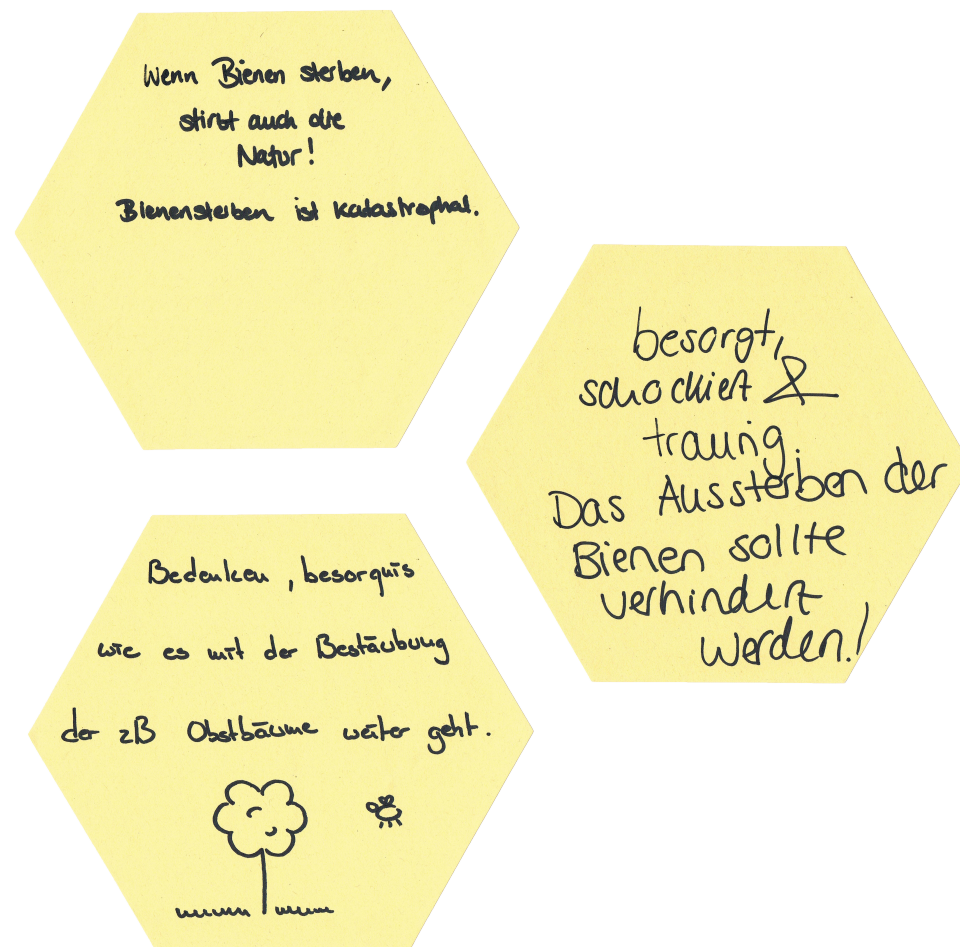 Wenn Bienen sterben,
stirbt auch die
Natur!
Bienensterben ist katastrophal.
besorgt,
schockiert &
traurig.
Das Aussterben der
Bienen sollte
verhindert
werden!
Bedenken, besorgnis
wie es mit der Bestäubung
der zB Obstbäume weiter geht.